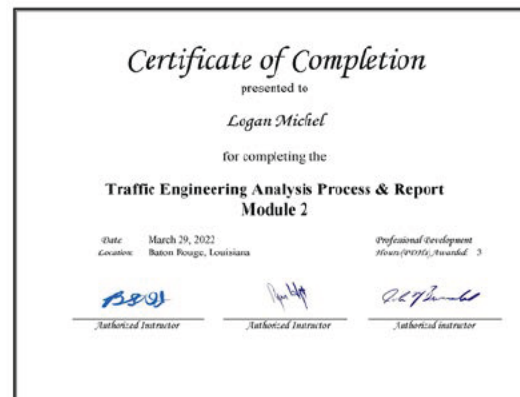 Certificate of Completion
presented to
Logan Michel
for completing the
Traffic Engineering Analysis Process & Report
Module 2
Date March 29, 2022
Location: Baton Rouge, Louisiana
Professional Development
Hours (PDHs) Awarded: 3
Authorized Instructor
Authorized Instructor
Authorized instructor